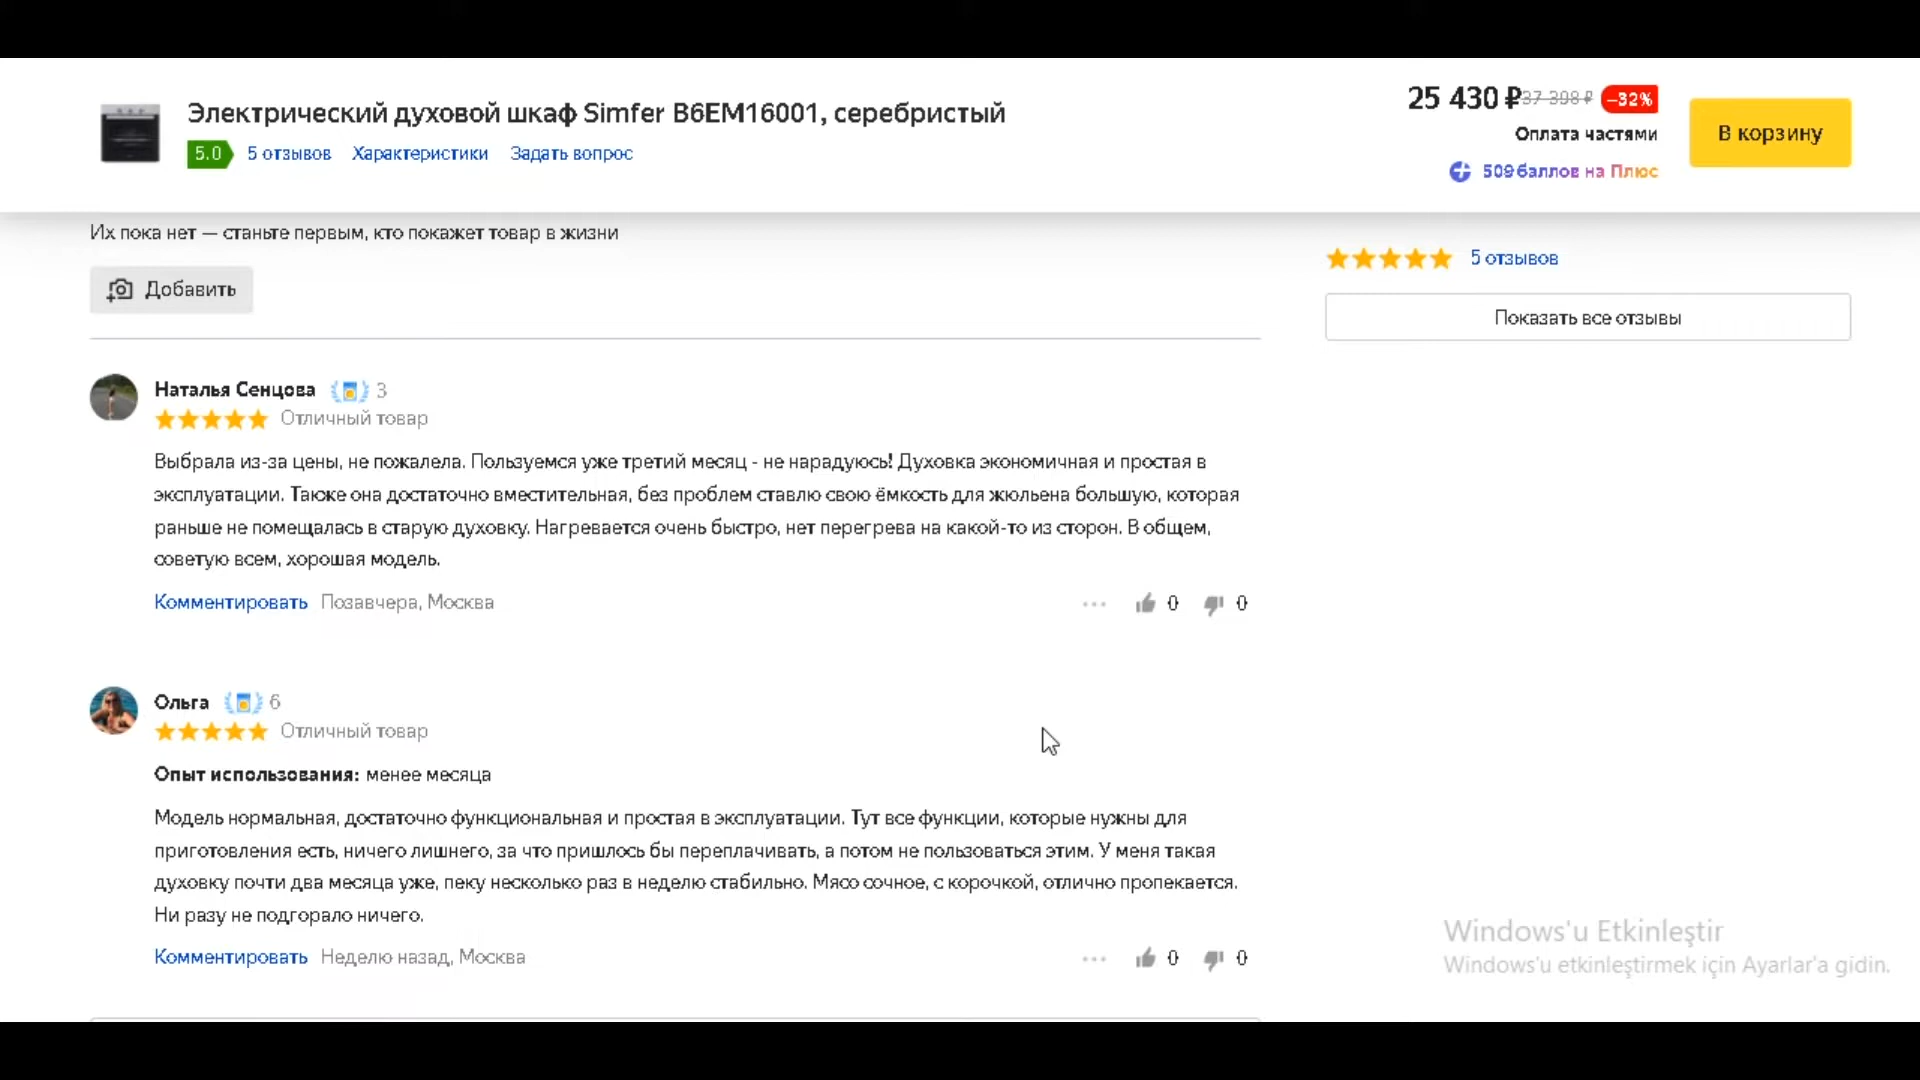 Электрический духовой шкаф Simfer B6EM16001, серебристый
5.0 5 отзывов Характеристики Задать вопрос
25 430 ₽ 37 398 ₽ –32%
Оплата частями
509 баллов на Плюс
В корзину
Их пока нет — станьте первым, кто покажет товар в жизни
Добавить
5 отзывов
Показать все отзывы
Наталья Сенцова 3
Отличный товар
Выбрала из-за цены, не пожалела. Пользуемся уже третий месяц - не нарадуюсь! Духовка экономичная и простая в
эксплуатации. Также она достаточно вместительная, без проблем ставлю свою ёмкость для жюльена большую, которая
раньше не помещалась в старую духовку. Нагревается очень быстро, нет перегрева на какой-то из сторон. В общем,
советую всем, хорошая модель.
Комментировать Позавчера, Москва
0 0
Ольга 6
Отличный товар
Опыт использования: менее месяца
Модель нормальная, достаточно функциональная и простая в эксплуатации. Тут все функции, которые нужны для
приготовления есть, ничего лишнего, за что пришлось бы переплачивать, а потом не пользоваться этим. У меня такая
духовку почти два месяца уже, пеку несколько раз в неделю стабильно. Мясо сочное, с корочкой, отлично пропекается.
Ни разу не подгорало ничего.
Комментировать Неделю назад, Москва
0 0
Windows'u Etkinleştir
Windows'u etkinleştirmek için Ayarlar'a gidin.